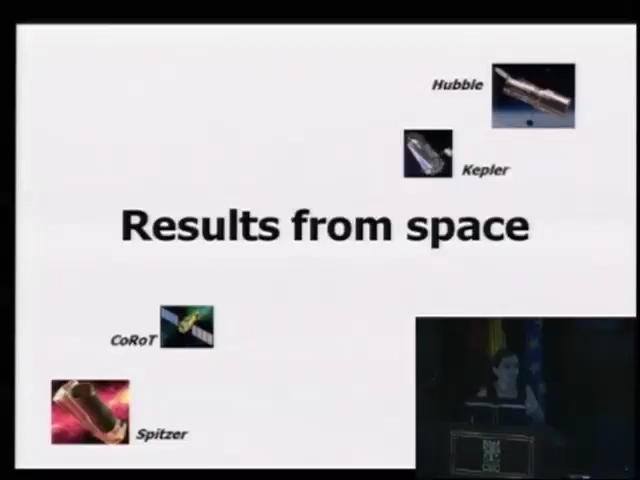 Hubble
Kepler
Results from space
CoRoT
Spitzer